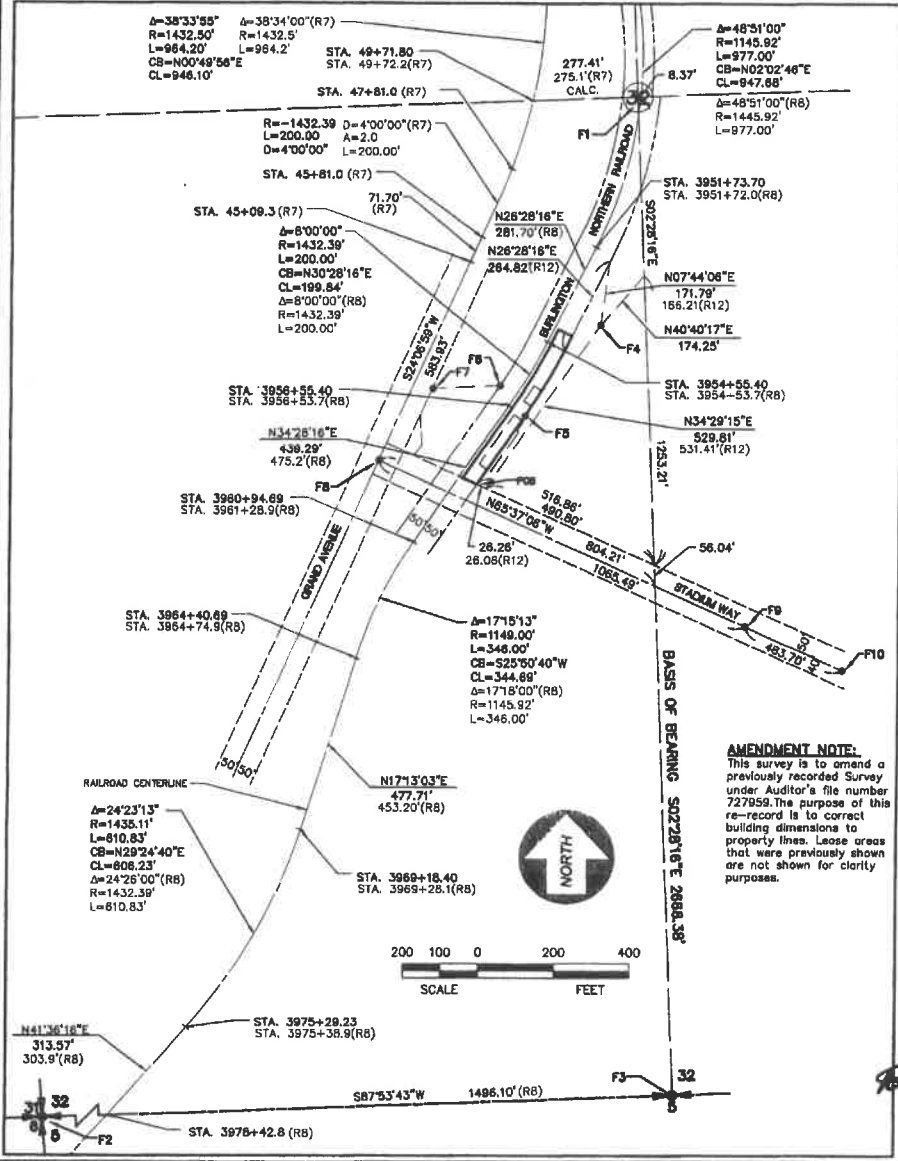 Δ=38°33'55"
R=1432.50'
L=964.20'
CB=N00°49'56"E
CL=946.10'
Δ=38°34'00"(R7)
R=1432.5'
L=964.2'
STA. 49+71.80
STA. 49+72.2(R7)
277.41'
275.1'(R7)
CALC.
Δ=48°51'00"
R=1145.92'
L=977.00'
CB=N02°02'46"E
CL=947.68'
8.37'
Δ=48°51'00"(R8)
R=1445.92'
L=977.00'
F1
STA. 47+81.0 (R7)
R=-1432.39
L=200.00
D=4°00'00"
D=4°00'00"(R7)
A=2.0
L=200.00'
STA. 45+81.0 (R7)
71.70'
(R7)
STA. 45+09.3 (R7)
NORTHERN RAILROAD
BURLINGTON
STA. 3951+73.70
STA. 3951+72.0(R8)
S02°28'16"E
N26°28'16"E
281.70'(R8)
N26°28'16"E
264.82'(R12)
Δ=8°00'00"
R=1432.39'
L=200.00'
CB=N30°28'16"E
CL=199.84'
Δ=8°00'00"(R8)
R=1432.39'
L=200.00'
N07°44'06"E
171.79'
166.21(R12)
N40°40'17"E
174.25'
F4
S24°06'59"W
583.93'
F7
F6
STA. 3956+55.40
STA. 3956+53.7(R8)
STA. 3954+55.40
STA. 3954+53.7(R8)
F5
N34°29'15"E
529.81'
531.41'(R12)
N34°28'16"E
439.29'
475.2'(R8)
F8
POB
1253.21'
STA. 3960+94.69
STA. 3961+28.9(R8)
50' 50'
516.86'
490.80'
N65°37'06"W
804.21'
1065.49'
26.26'
26.08(R12)
56.04'
GRAND AVENUE
STADIUM WAY
F9
50'
40'
483.70'
F10
STA. 3964+40.69
STA. 3964+74.9(R8)
Δ=17°15'13"
R=1149.00'
L=346.00'
CB=S25°50'40"W
CL=344.69'
Δ=17°18'00"(R8)
R=1145.92'
L=346.00'
BASIS OF BEARING S02°28'16"E 2668.38'
50' 50'
RAILROAD CENTERLINE
N17°13'03"E
477.71'
453.20'(R8)
AMENDMENT NOTE:
This survey is to amend a
previously recorded Survey
under Auditor's file number
727959.The purpose of this
re-record is to correct
building dimensions to
property lines. Lease areas
that were previously shown
are not shown for clarity
purposes.
Δ=24°23'13"
R=1435.11'
L=610.83'
CB=N29°24'40"E
CL=606.23'
Δ=24°26'00"(R8)
R=1432.39'
L=610.83'
NORTH
STA. 3969+18.40
STA. 3969+28.1(R8)
200 100 0 200 400
SCALE FEET
STA. 3975+29.23
STA. 3975+38.9(R8)
N41°36'16"E
313.57'
303.9'(R8)
S87°53'43"W 1496.10' (R8)
F3
32
5
31 32
6 5
F2
STA. 3978+42.8 (R8)